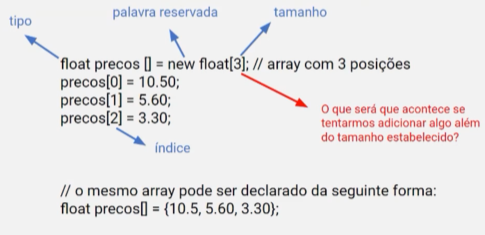 tipo
palavra reservada
tamanho
float precos [] = new float[3]; // array com 3 posições
precos[0] = 10.50;
precos[1] = 5.60;
precos[2] = 3.30;
índice
O que será que acontece se
tentarmos adicionar algo além
do tamanho estabelecido?
// o mesmo array pode ser declarado da seguinte forma:
float precos[] = {10.5, 5.60, 3.30};